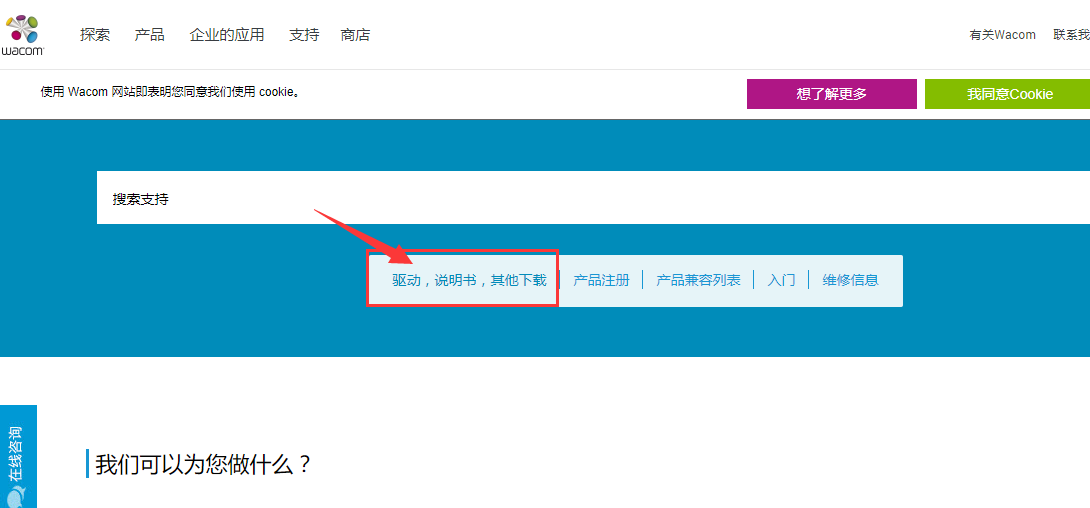 wacom
探索 产品 企业的应用 支持 商店 有关Wacom 联系我
使用 Wacom 网站即表明您同意我们使用 cookie。 想了解更多 我同意Cookie
搜索支持
驱动，说明书，其他下载 产品注册 产品兼容列表 入门 维修信息
在线咨询
我们可以为您做什么？